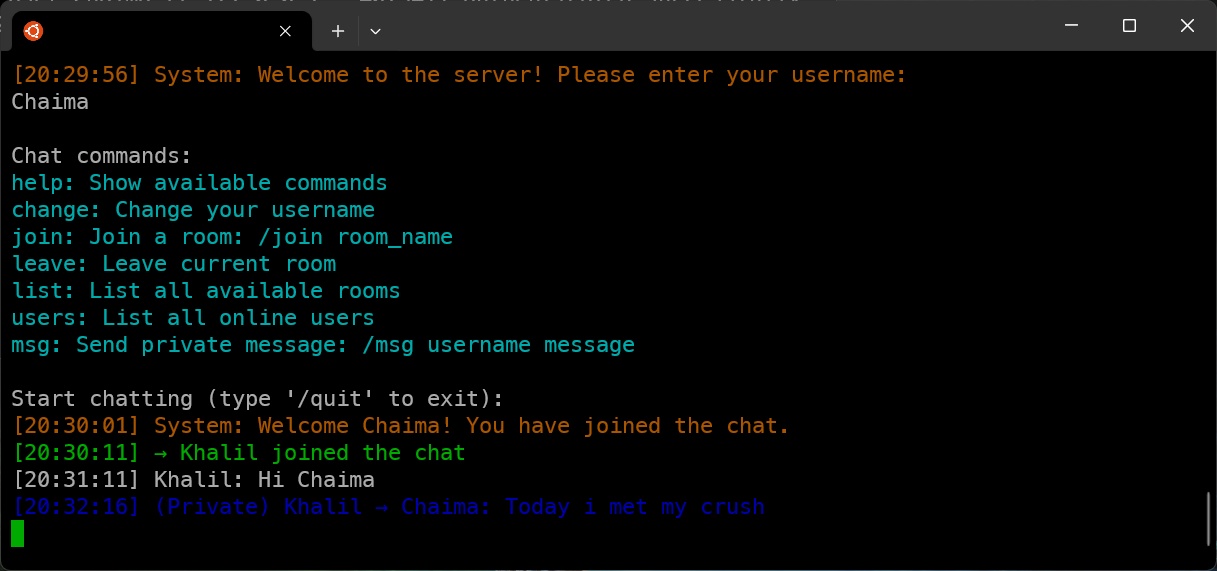 [20:29:56] System: Welcome to the server! Please enter your username:
Chaima
Chat commands:
help: Show available commands
change: Change your username
join: Join a room: /join room_name
leave: Leave current room
list: List all available rooms
users: List all online users
msg: Send private message: /msg username message
Start chatting (type '/quit' to exit):
[20:30:01] System: Welcome Chaima! You have joined the chat.
[20:30:11] → Khalil joined the chat
[20:31:11] Khalil: Hi Chaima
[20:32:16] (Private) Khalil → Chaima: Today i met my crush